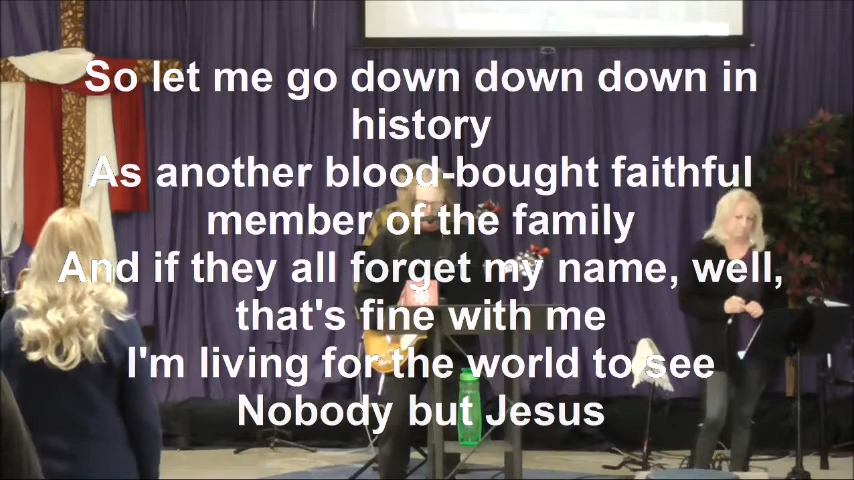 So let me go down down down in
history
As another blood-bought faithful
member of the family
And if they all forget my name, well,
that's fine with me
I'm living for the world to see
Nobody but Jesus